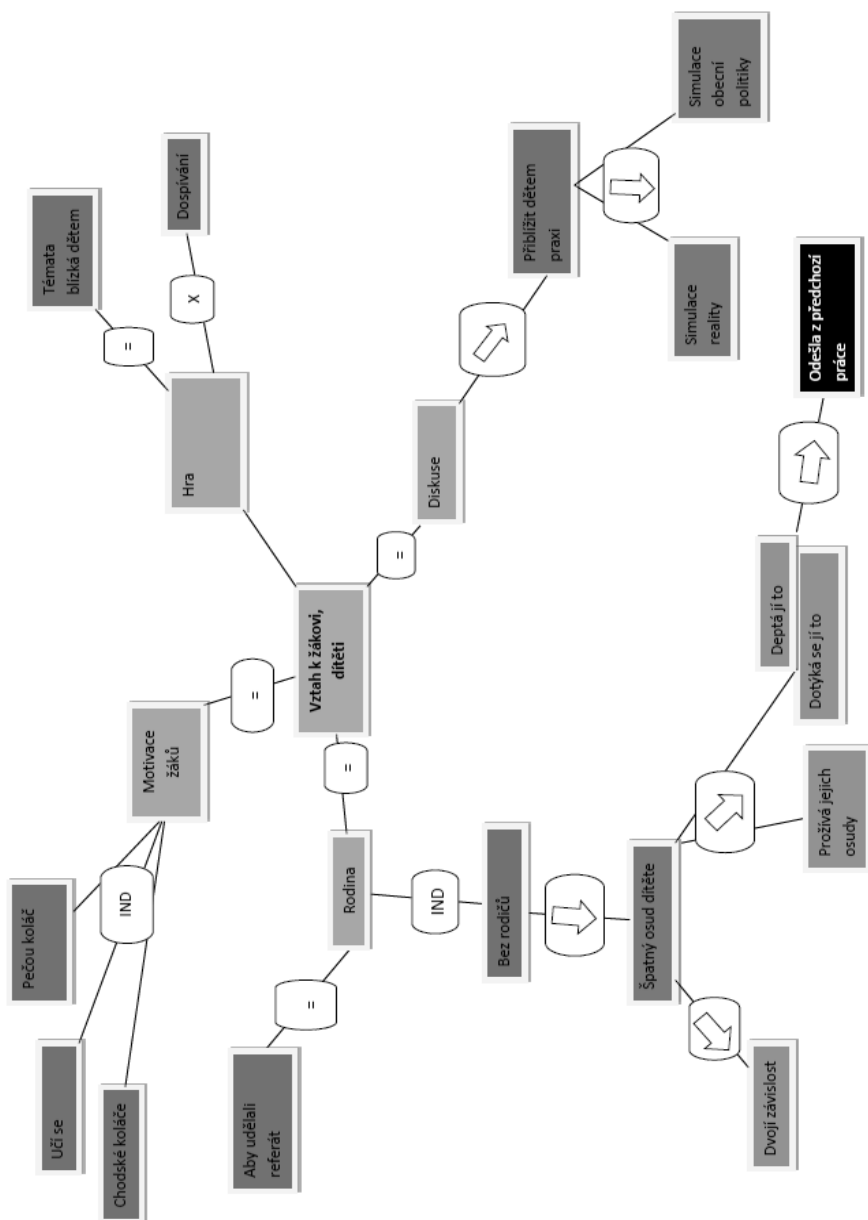 Pečou koláč
Učí se
Chodské koláče
IND
Témata
blízká dětem
=
Dospívání
X
Motivace
žáků
Hra
=
Aby udělali
referát
=
Vztah k žákovi,
dítěti
=
Rodina
=
Diskuse
IND
Bez rodičů
Přiblížit dětem
praxi
Špatný osud dítěte
Simulace
reality
Simulace
obecní
politiky
Dvojí závislost
Deptá jí to
Dotýká se jí to
Prožívá jejich
osudy
Odešla z předchozí
práce